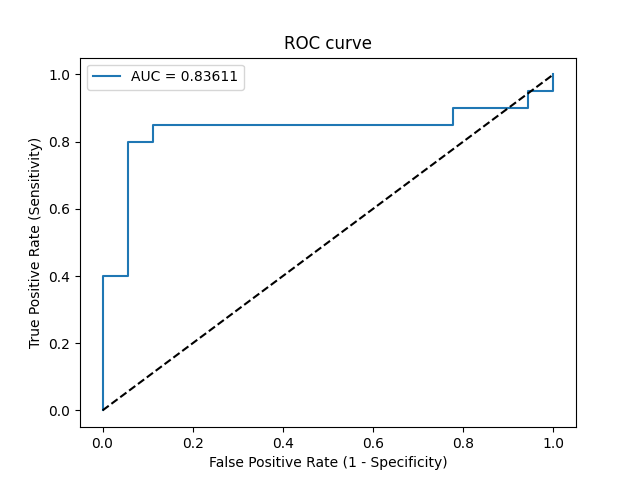 ROC curve
AUC = 0.83611
1.0
0.8
0.6
0.4
0.2
0.0
True Positive Rate (Sensitivity)
0.0 0.2 0.4 0.6 0.8 1.0
False Positive Rate (1 - Specificity)